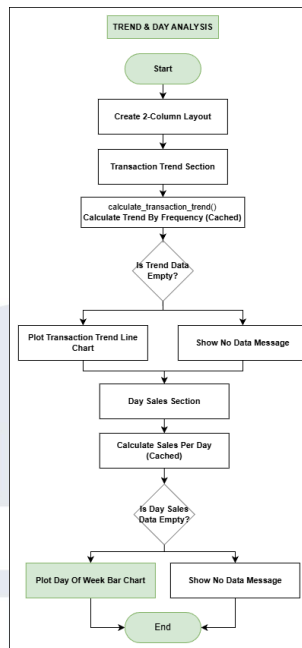 TREND & DAY ANALYSIS
Start
Create 2-Column Layout
Transaction Trend Section
calculate_transaction_trend()
Calculate Trend By Frequency (Cached)
Is Trend Data
Empty?
Plot Transaction Trend Line
Chart
Show No Data Message
Day Sales Section
Calculate Sales Per Day
(Cached)
Is Day Sales
Data Empty?
Plot Day Of Week Bar Chart
Show No Data Message
End